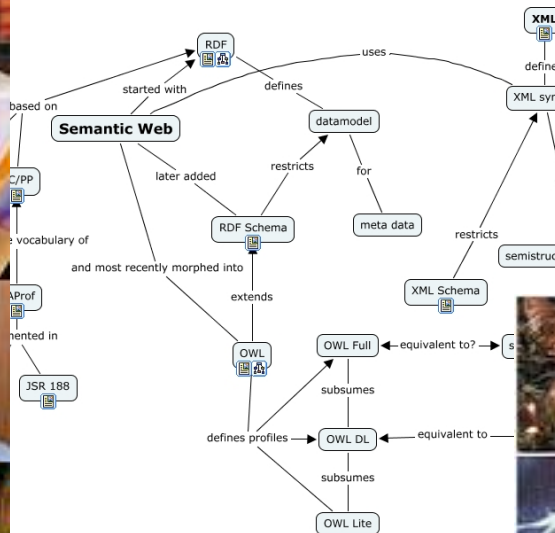 XML
RDF
uses
define
started with
defines
based on
XML syn
Semantic Web
datamodel
later added
restricts
for
C/PP
RDF Schema
meta data
e vocabulary of
restricts
and most recently morphed into
semistruc
XML Schema
AProf
extends
mented in
OWL
OWL Full
equivalent to?
s
JSR 188
subsumes
defines profiles
OWL DL
equivalent to
subsumes
OWL Lite